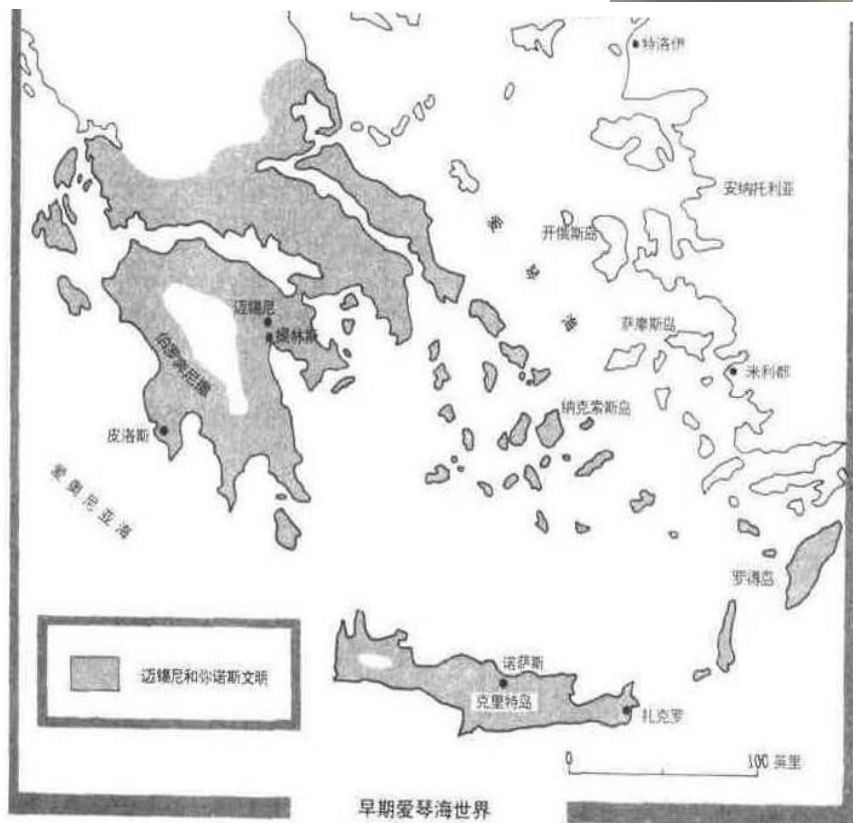 特洛伊
安纳托利亚
开俄斯岛
爱琴海
迈锡尼
提林斯
萨摩斯岛
米利都
伯罗奔尼撒
纳克索斯岛
皮洛斯
爱奥尼亚海
罗得岛
迈锡尼和弥诺斯文明
诺萨斯
克里特岛
扎克罗
0 100 英里
早期爱琴海世界